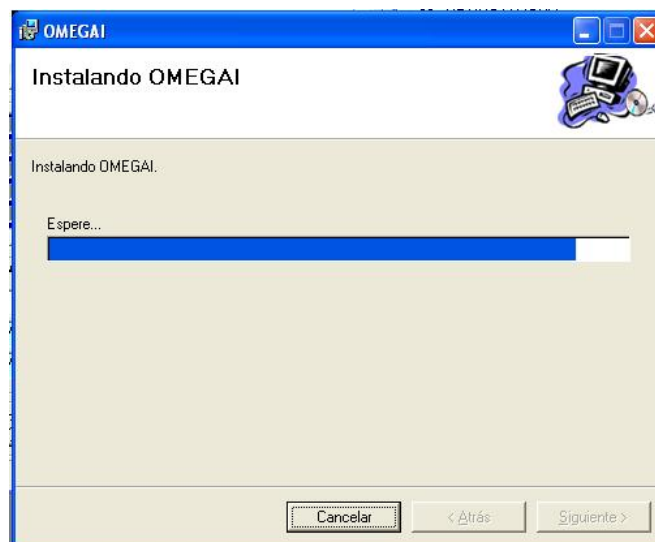 OMEGAI
Instalando OMEGAI
Instalando OMEGAI.
Espere...
Cancelar
< Atrás
Siguiente >